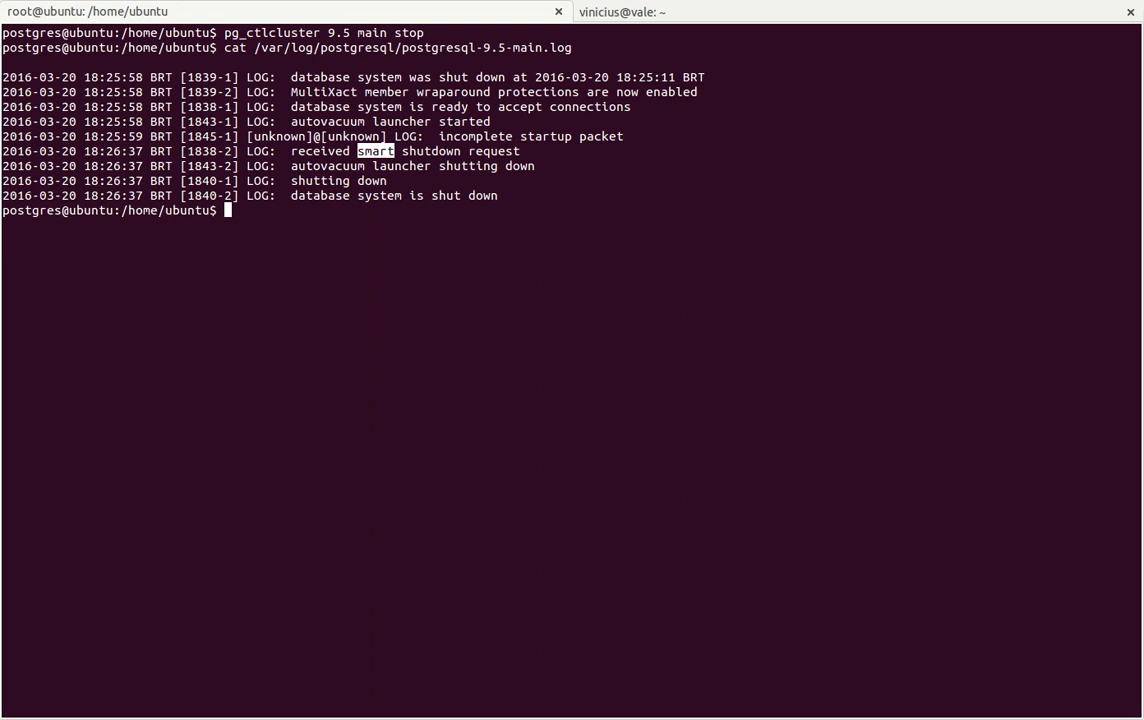 root@ubuntu: /home/ubuntu × vinicius@vale: ~ ×
postgres@ubuntu:/home/ubuntu$ pg_ctlcluster 9.5 main stop
postgres@ubuntu:/home/ubuntu$ cat /var/log/postgresql/postgresql-9.5-main.log
2016-03-20 18:25:58 BRT [1839-1] LOG:  database system was shut down at 2016-03-20 18:25:11 BRT
2016-03-20 18:25:58 BRT [1839-2] LOG:  MultiXact member wraparound protections are now enabled
2016-03-20 18:25:58 BRT [1838-1] LOG:  database system is ready to accept connections
2016-03-20 18:25:58 BRT [1843-1] LOG:  autovacuum launcher started
2016-03-20 18:25:59 BRT [1845-1] [unknown]@[unknown] LOG:  incomplete startup packet
2016-03-20 18:26:37 BRT [1838-2] LOG:  received smart shutdown request
2016-03-20 18:26:37 BRT [1843-2] LOG:  autovacuum launcher shutting down
2016-03-20 18:26:37 BRT [1840-1] LOG:  shutting down
2016-03-20 18:26:37 BRT [1840-2] LOG:  database system is shut down
postgres@ubuntu:/home/ubuntu$